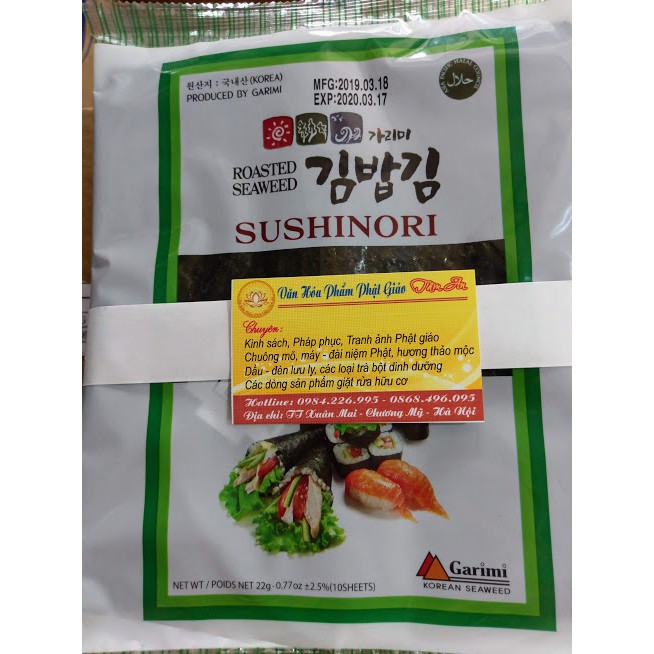 원산지 : 국내산 (KOREA)
PRODUCED BY GARIMI
MFG:2019.03.18
EXP:2020.03.17
حلال
가리미
ROASTED
SEAWEED
김밥김
SUSHINORI
Văn Hóa Phẩm Phật Giáo Tâm An
Chuyên:
Kinh sách, Pháp phục, Tranh ảnh Phật giáo
Chuông mõ, máy - đài niệm Phật, hương thảo mộc
Dầu - đèn lưu ly, các loại trà bột dinh dưỡng
Các dòng sản phẩm giặt rửa hữu cơ
Hotline: 0984.226.995 - 0868.496.095
Địa chỉ: TT Xuân Mai - Chương Mỹ - Hà Nội
NET WT / POIDS NET 22g·0.77oz ±2.5%(10SHEETS)
Garimi
KOREAN SEAWEED